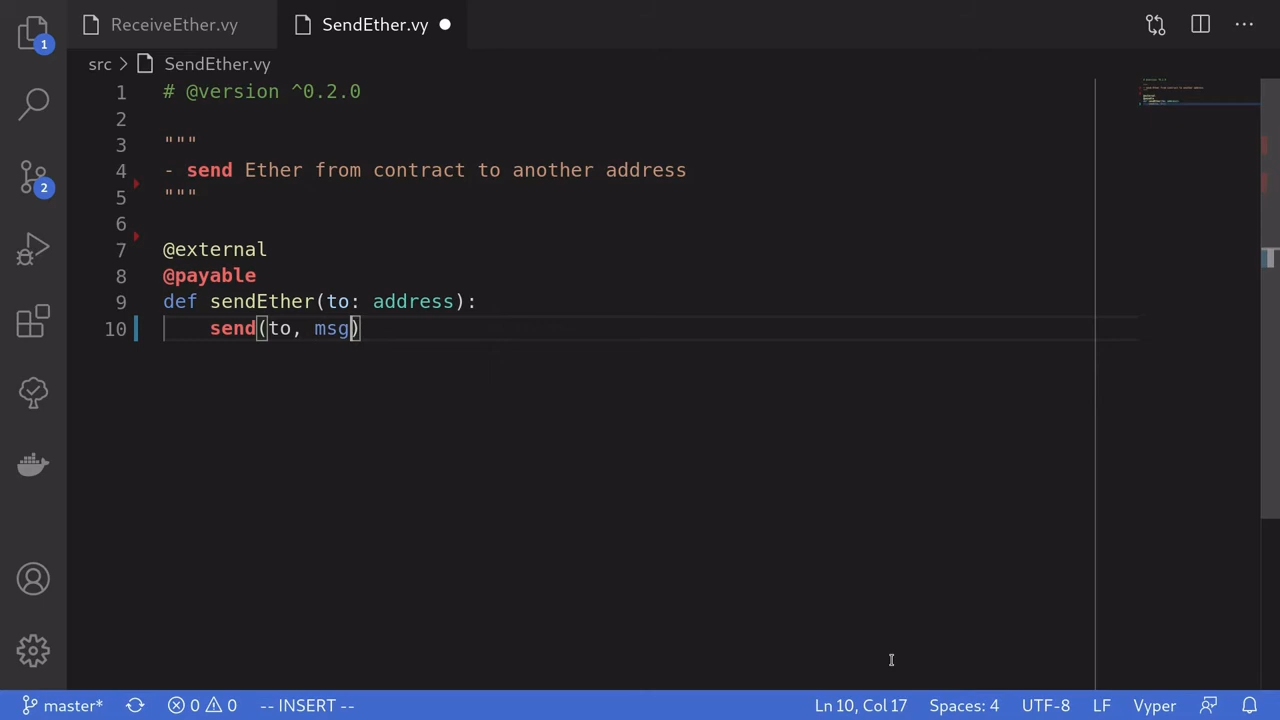 ReceiveEther.vy
SendEther.vy
src > SendEther.vy
1
1 # @version ^0.2.0
2
3 """
4 - send Ether from contract to another address
5 """
6
7 @external
8 @payable
9 def sendEther(to: address):
10 send(to, msg)
2
master* 0 0 -- INSERT -- Ln 10, Col 17 Spaces: 4 UTF-8 LF Vyper